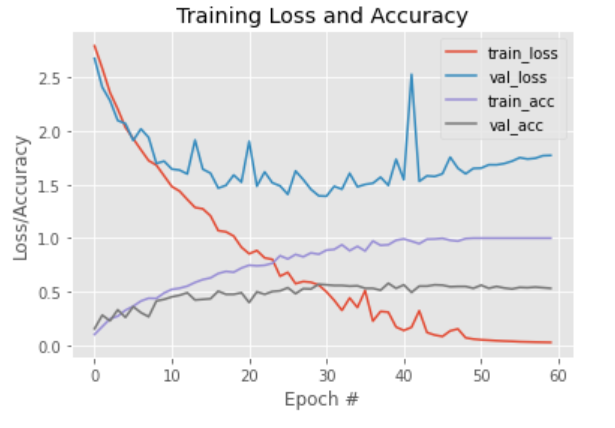 Training Loss and Accuracy
train_loss
val_loss
train_acc
val_acc
2.5
2.0
1.5
1.0
0.5
0.0
Loss/Accuracy
0 10 20 30 40 50 60
Epoch #